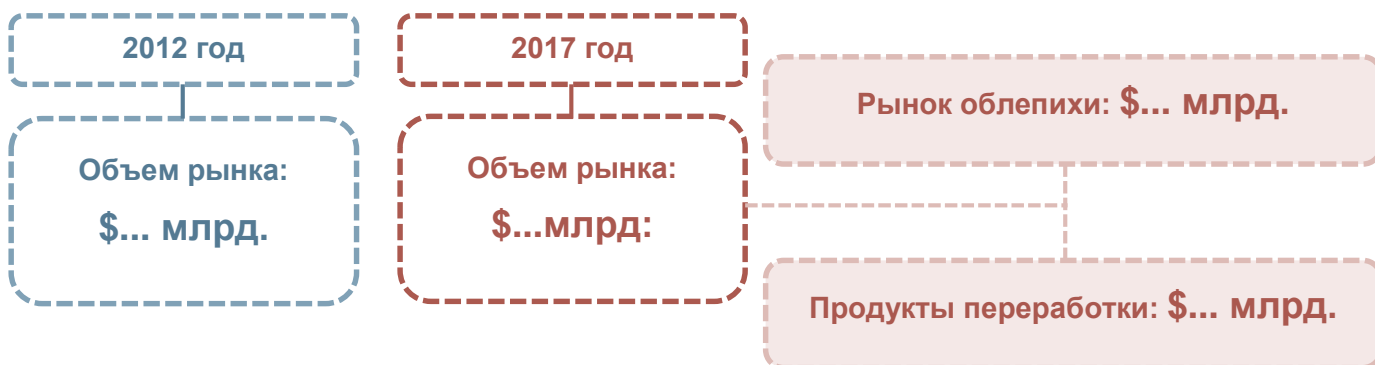 2012 год
Объем рынка:
$... млрд.
2017 год
Объем рынка:
$...млрд:
Рынок облепихи: $... млрд.
Продукты переработки: $... млрд.